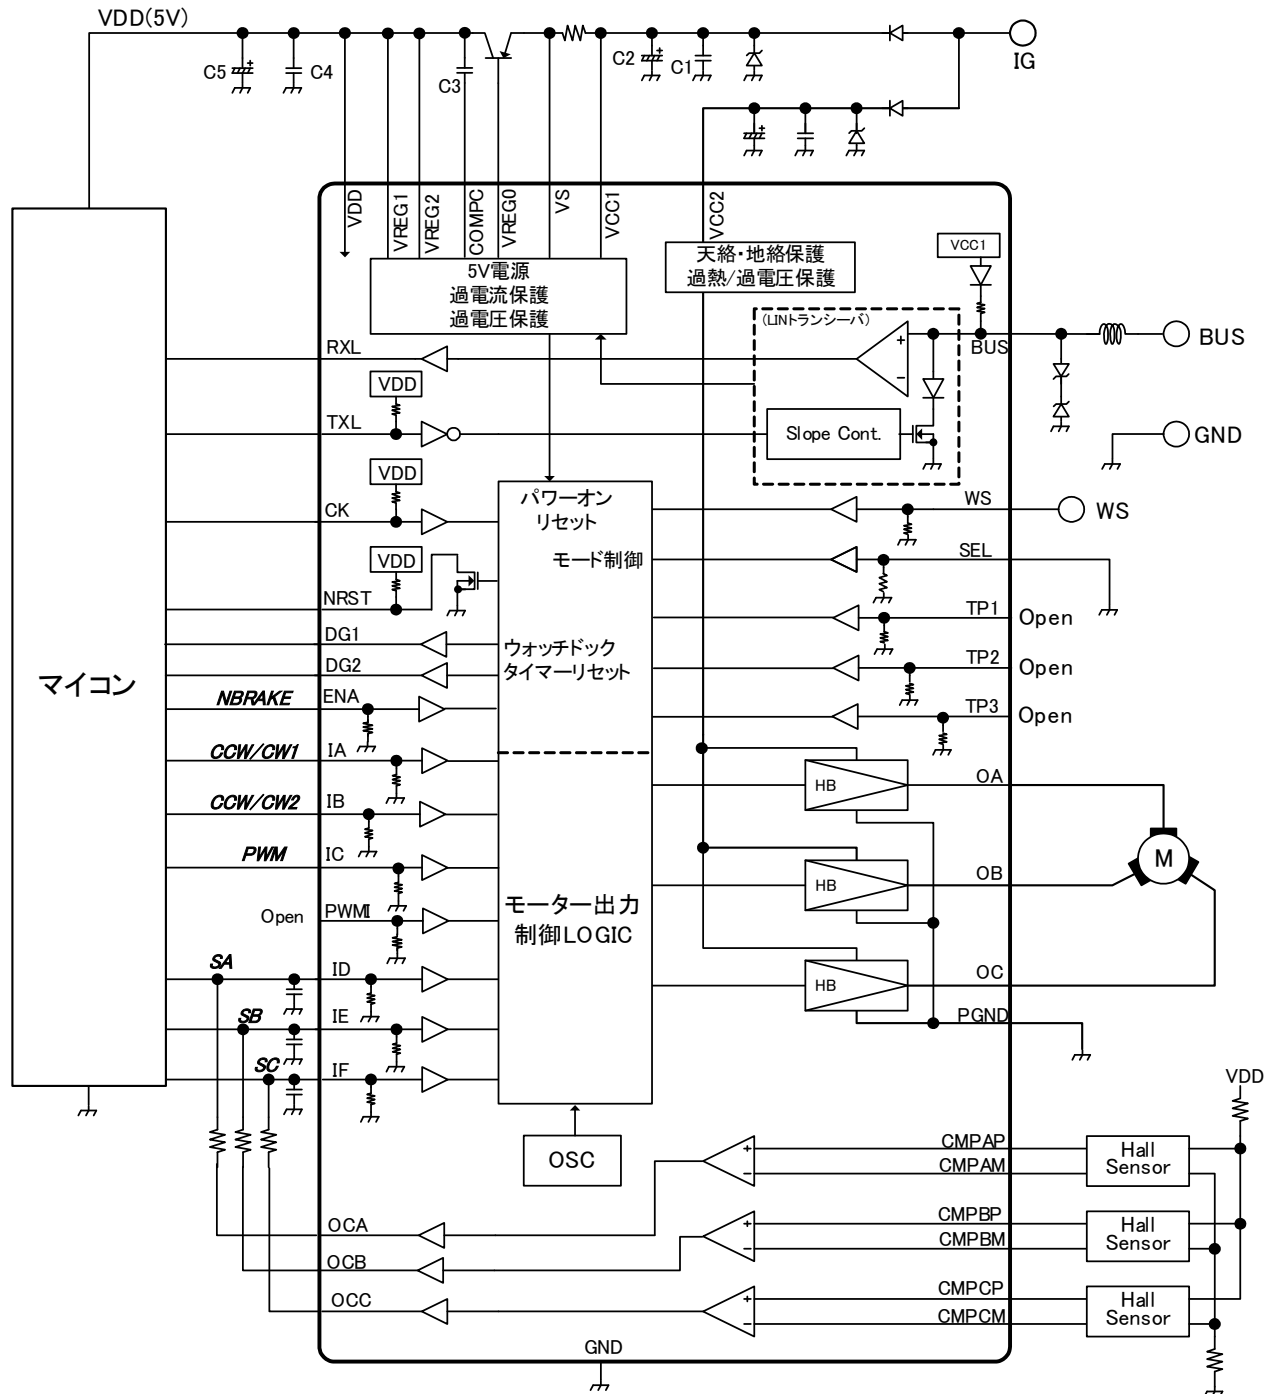 VDD(5V)
IG
C5
C4
C3
C2
C1
VDD
VREG1
VREG2
COMPC
VREG0
VS
VCC1
VCC2
5V電源
過電流保護
過電圧保護
天絡・地絡保護
過熱/過電圧保護
VCC1
(LINトランシーバ)
BUS
BUS
RXL
VDD
TXL
Slope Cont.
GND
VDD
CK
パワーオン
リセット
WS
WS
モード制御
SEL
VDD
NRST
TP1
Open
DG1
ウォッチドック
DG2
タイマーリセット
TP2
Open
マイコン
NBRAKE
ENA
TP3
Open
CCW/CW1
IA
HB
OA
CCW/CW2
IB
M
PWM
IC
HB
OB
Open
PWMI
モーター出力
制御LOGIC
SA
ID
HB
OC
SB
IE
PGND
SC
IF
VDD
OSC
CMPAP
CMPAM
Hall
Sensor
OCA
CMPBP
CMPBM
Hall
Sensor
OCB
OCC
CMPCP
CMPCM
Hall
Sensor
GND